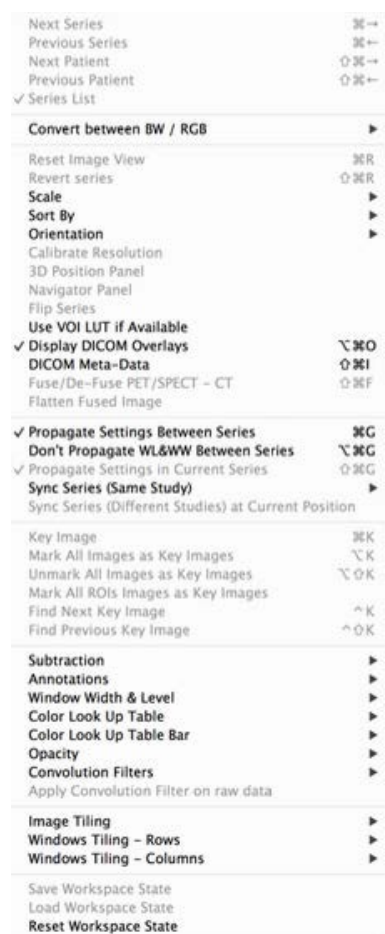 Next Series ⌘→
Previous Series ⌘←
Next Patient ⇧⌘→
Previous Patient ⇧⌘←
✓ Series List
Convert between BW / RGB ▶
Reset Image View ⌘R
Revert series ⇧⌘R
Scale ▶
Sort By ▶
Orientation ▶
Calibrate Resolution
3D Position Panel
Navigator Panel
Flip Series
Use VOI LUT if Available
✓ Display DICOM Overlays ⌥⌘O
DICOM Meta-Data ⇧⌘I
Fuse/De-Fuse PET/SPECT - CT ⇧⌘F
Flatten Fused Image
✓ Propagate Settings Between Series ⌘G
Don't Propagate WL&WW Between Series ⌥⌘G
✓ Propagate Settings in Current Series ⇧⌘G
Sync Series (Same Study) ▶
Sync Series (Different Studies) at Current Position
Key Image ⌘K
Mark All Images as Key Images ⌥K
Unmark All Images as Key Images ⌥⇧K
Mark All ROIs Images as Key Images
Find Next Key Image ^K
Find Previous Key Image ^⇧K
Subtraction ▶
Annotations ▶
Window Width & Level ▶
Color Look Up Table ▶
Color Look Up Table Bar ▶
Opacity ▶
Convolution Filters ▶
Apply Convolution Filter on raw data
Image Tiling ▶
Windows Tiling - Rows ▶
Windows Tiling - Columns ▶
Save Workspace State
Load Workspace State
Reset Workspace State